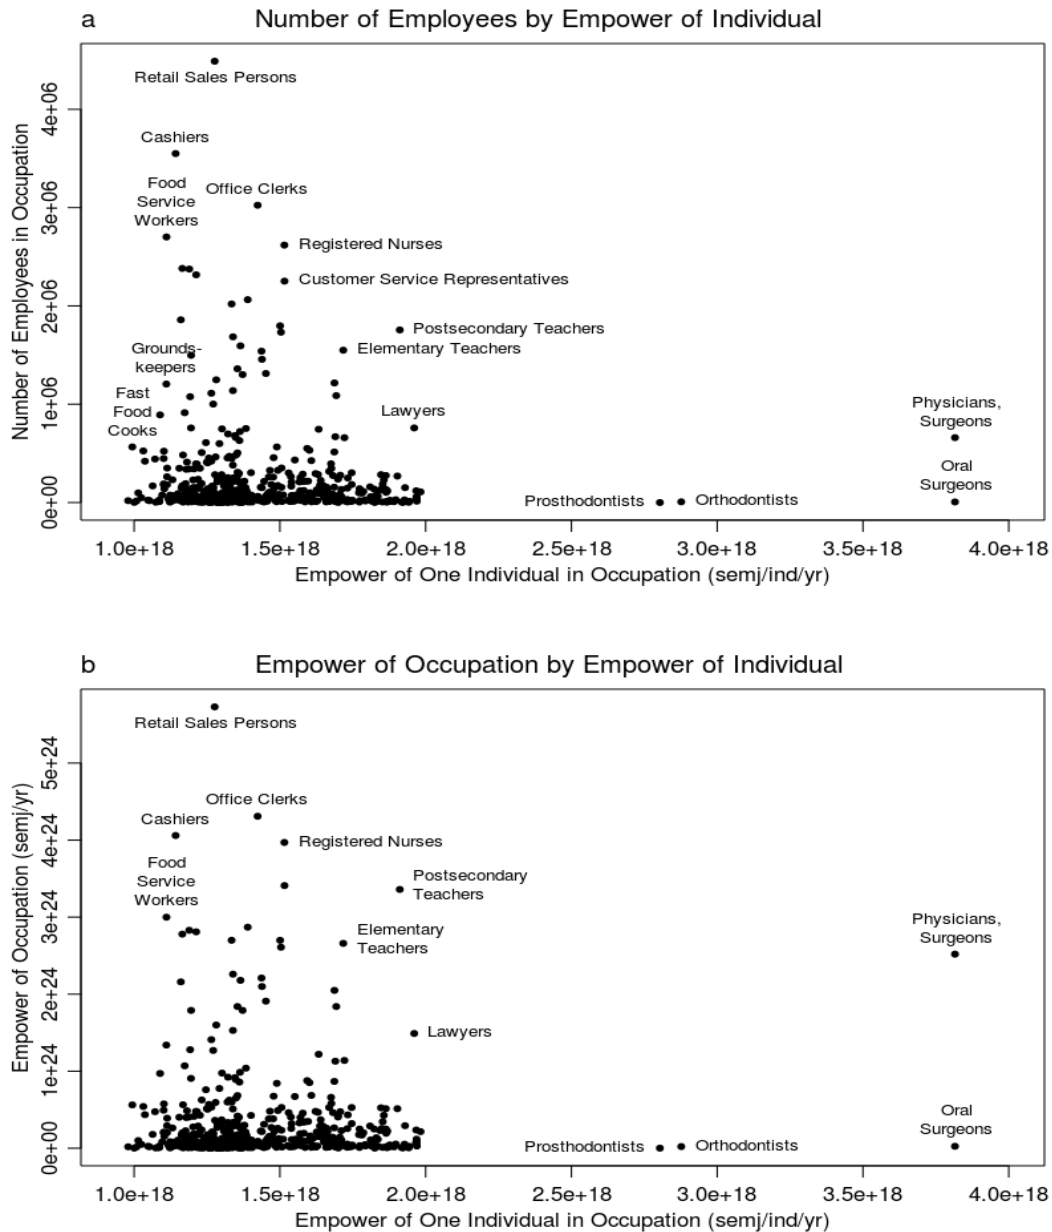 a
Number of Employees by Empower of Individual
Number of Employees in Occupation
4e+06
3e+06
2e+06
1e+06
0e+00
Retail Sales Persons
Cashiers
Food
Service
Workers
Office Clerks
Registered Nurses
Customer Service Representatives
Postsecondary Teachers
Elementary Teachers
Grounds-
keepers
Fast
Food
Cooks
Lawyers
Physicians,
Surgeons
Oral
Surgeons
Prosthodontists
Orthodontists
1.0e+18 1.5e+18 2.0e+18 2.5e+18 3.0e+18 3.5e+18 4.0e+18
Empower of One Individual in Occupation (semj/ind/yr)
b
Empower of Occupation by Empower of Individual
Empower of Occupation (semj/yr)
5e+24
4e+24
3e+24
2e+24
1e+24
0e+00
Retail Sales Persons
Office Clerks
Cashiers
Registered Nurses
Food
Service
Workers
Postsecondary
Teachers
Elementary
Teachers
Physicians,
Surgeons
Lawyers
Oral
Surgeons
Prosthodontists
Orthodontists
1.0e+18 1.5e+18 2.0e+18 2.5e+18 3.0e+18 3.5e+18 4.0e+18
Empower of One Individual in Occupation (semj/ind/yr)